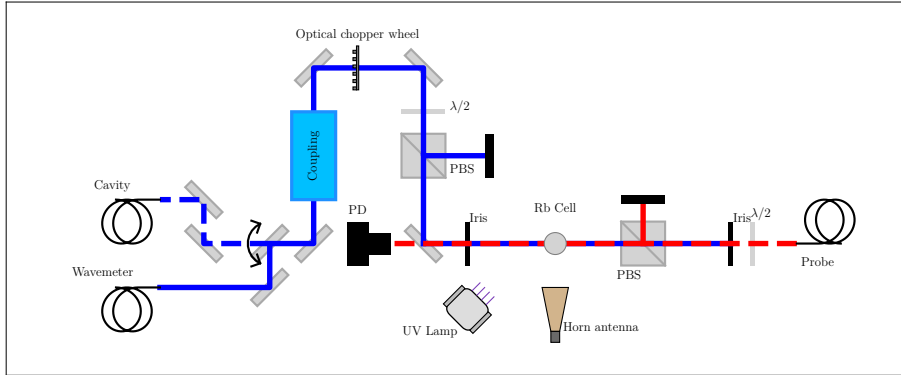 Optical chopper wheel
λ/2
Coupling
PBS
Cavity
PD
Iris
Rb Cell
Iris
λ/2
Wavemeter
PBS
Probe
UV Lamp
Horn antenna